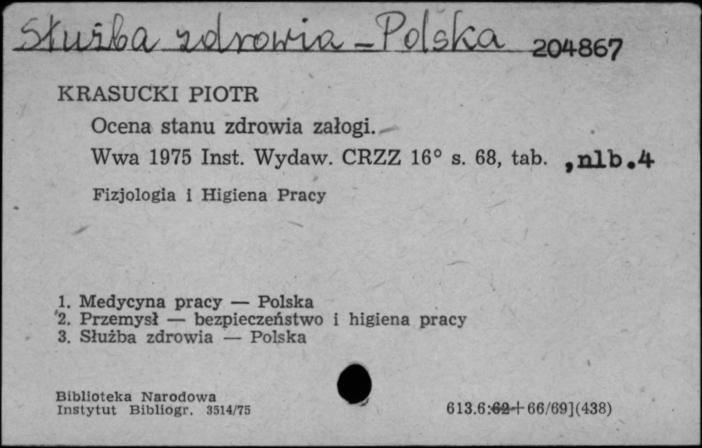 Służba zdrowia – Polska 204867
KRASUCKI PIOTR
Ocena stanu zdrowia załogi.
Wwa 1975 Inst. Wydaw. CRZZ 16° s. 68, tab. ,nlb.4
Fizjologia i Higiena Pracy
1. Medycyna pracy — Polska
2. Przemysł — bezpieczeństwo i higiena pracy
3. Służba zdrowia — Polska
Biblioteka Narodowa
Instytut Bibliogr. 3514/75 613.6:62+66/69](438)